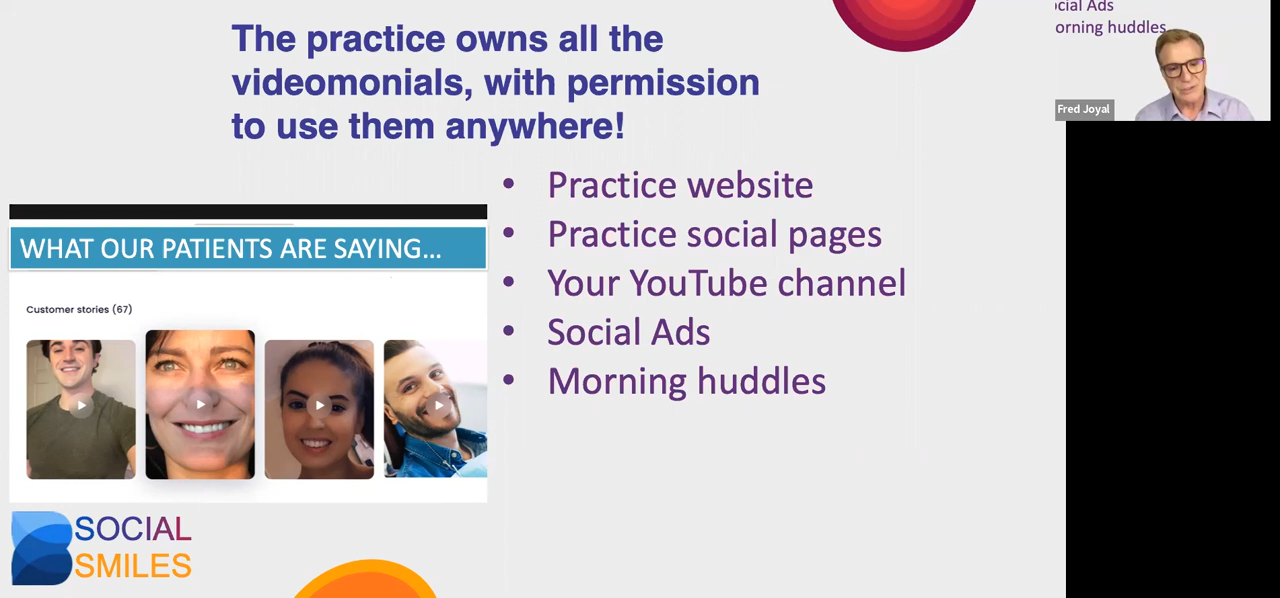 The practice owns all the
videomonials, with permission
to use them anywhere!
• Practice website
• Practice social pages
• Your YouTube channel
• Social Ads
• Morning huddles
WHAT OUR PATIENTS ARE SAYING...
Customer stories (67)
SOCIAL
SMILES
ocial Ads
orning huddles
Fred Joyal